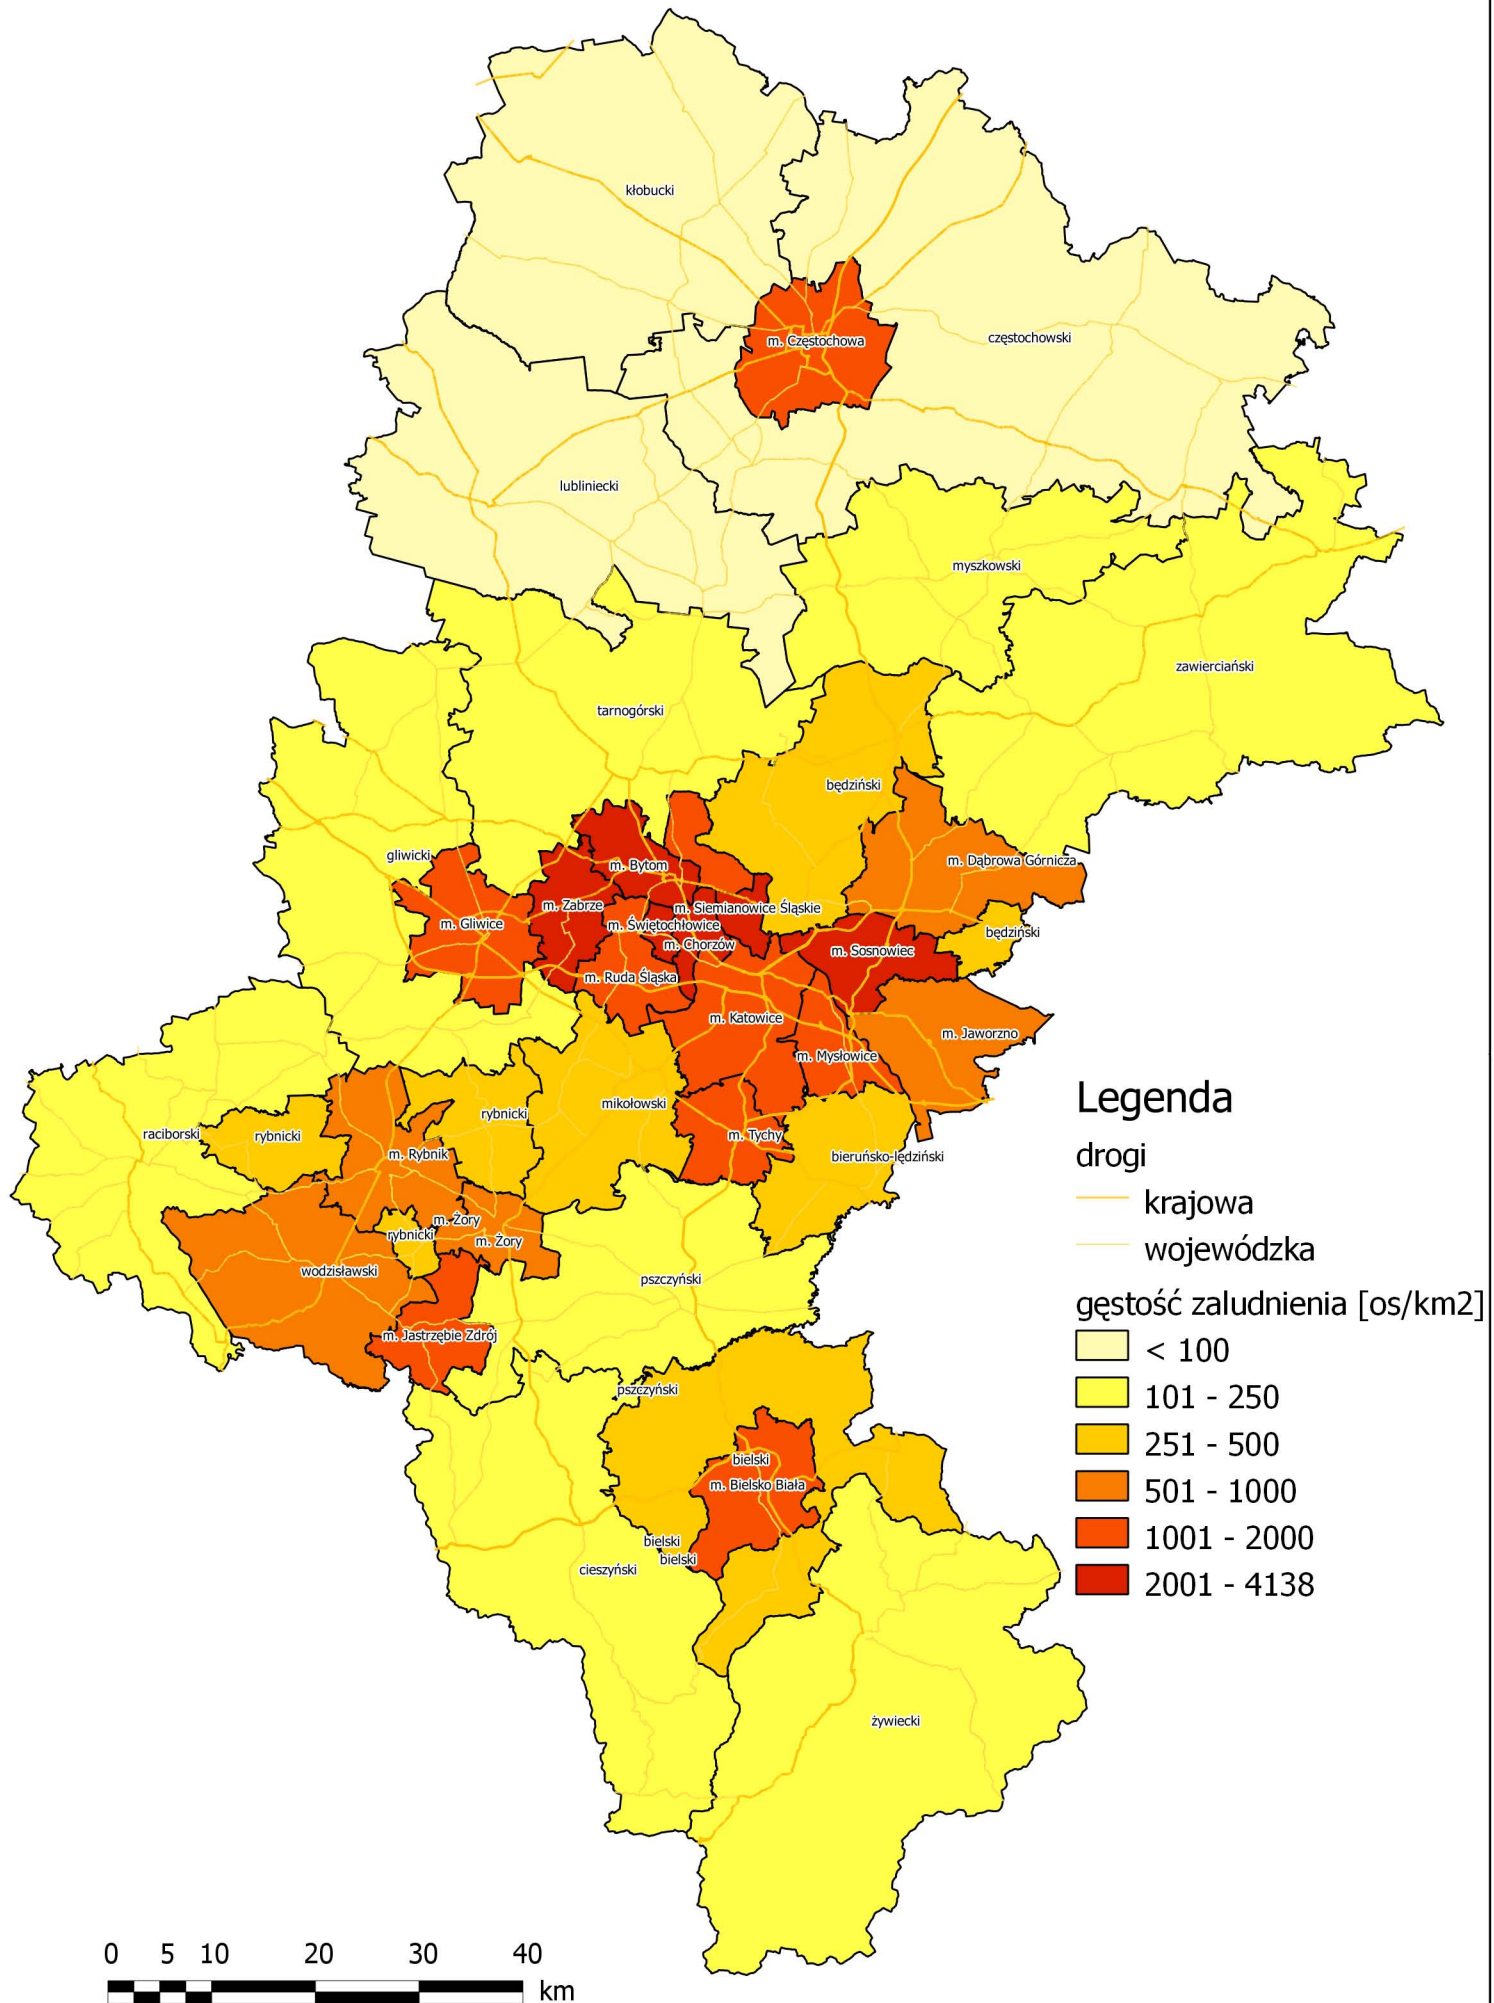 kłobucki
m. Częstochowa
częstochowski
lubliniecki
myszkowski
zawierciański
tarnogórski
będziński
gliwicki
m. Bytom
m. Dąbrowa Górnicza
m. Zabrze
m. Siemianowice Śląskie
m. Gliwice
m. Świętochłowice
będziński
m. Chorzów
m. Sosnowiec
m. Ruda Śląska
m. Katowice
m. Jaworzno
m. Mysłowice
mikołowski
rybnicki
raciborski
rybnicki
m. Tychy
m. Rybnik
bieruńsko-lędziński
m. Żory
rybnicki
m. Żory
wodzisławski
pszczyński
m. Jastrzębie Zdrój
pszczyński
bielski
m. Bielsko Biała
bielski
bielski
cieszyński
żywiecki
Legenda
drogi
krajowa
wojewódzka
gęstość zaludnienia [os/km2]
< 100
101 - 250
251 - 500
501 - 1000
1001 - 2000
2001 - 4138
0 5 10 20 30 40
km